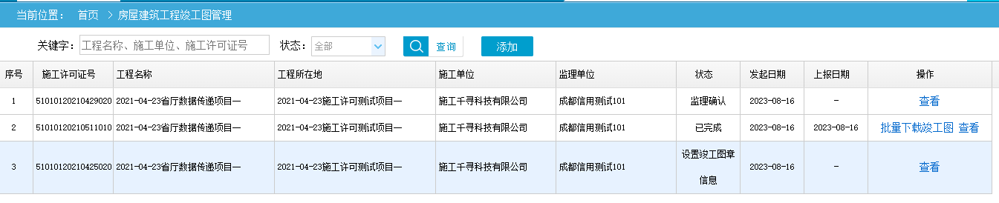 当前位置： 首页 > 房屋建筑工程竣工图管理
关键字： 工程名称、施工单位、施工许可证号 状态： 全部 查询 添加
序号 施工许可证号 工程名称 工程所在地 施工单位 监理单位 状态 发起日期 上报日期 操作
1 51010120210429020 2021-04-23省厅数据传递项目一 2021-04-23施工许可测试项目一 施工千寻科技有限公司 成都信用测试101 监理确认 2023-08-16 - 查看
2 51010120210511010 2021-04-23省厅数据传递项目一 2021-04-23施工许可测试项目一 施工千寻科技有限公司 成都信用测试101 已完成 2023-08-16 2023-08-16 批量下载竣工图 查看
3 51010120210425020 2021-04-23省厅数据传递项目一 2021-04-23施工许可测试项目一 施工千寻科技有限公司 成都信用测试101 设置竣工图章 2023-08-16 - 查看
信息